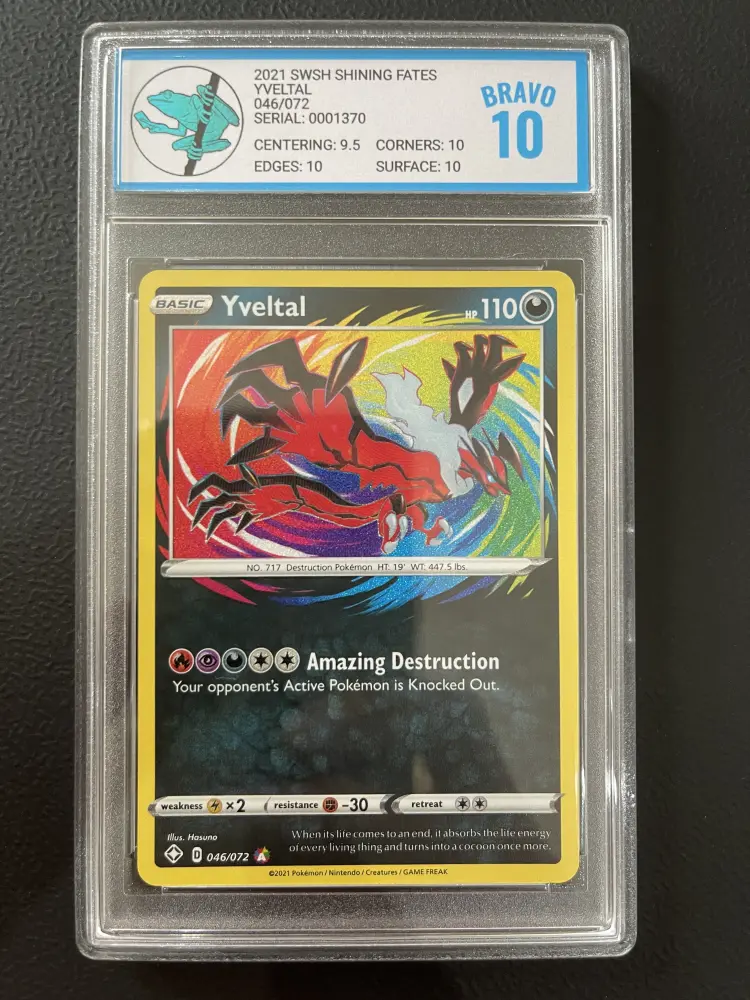 2021 SWSH SHINING FATES
YVELTAL
046/072
SERIAL: 0001370
CENTERING: 9.5 CORNERS: 10
EDGES: 10 SURFACE: 10
BRAVO
10
BASIC Yveltal HP 110
NO. 717 Destruction Pokémon HT: 19' WT: 447.5 lbs.
Amazing Destruction
Your opponent's Active Pokémon is Knocked Out.
weakness ×2 resistance -30 retreat
Illus. Hasuno
When its life comes to an end, it absorbs the life energy
of every living thing and turns into a cocoon once more.
D 046/072 A
©2021 Pokémon / Nintendo / Creatures / GAME FREAK